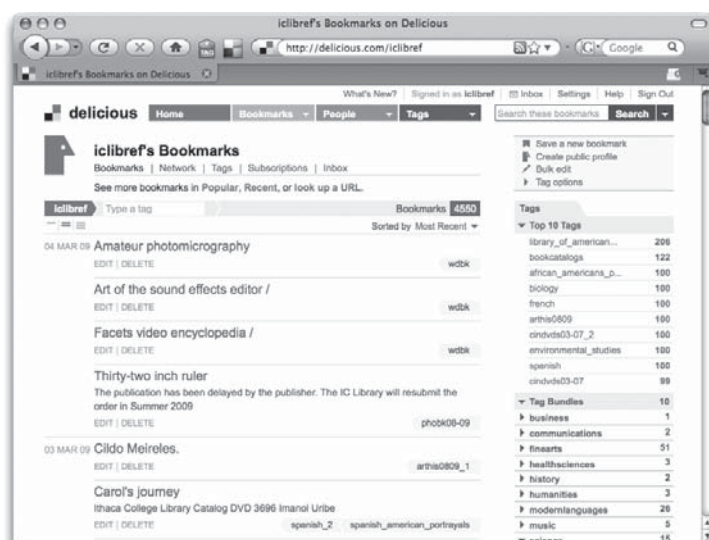 iclibref's Bookmarks on Delicious
http://delicious.com/iclibref
Google
iclibref's Bookmarks on Delicious
What's New? Signed in as iclibref Inbox Settings Help Sign Out
delicious Home Bookmarks People Tags Search these bookmarks Search
iclibref's Bookmarks
Bookmarks | Network | Tags | Subscriptions | Inbox
See more bookmarks in Popular, Recent, or look up a URL.
iclibref Type a tag Bookmarks 4550
Sorted by Most Recent
04 MAR 09 Amateur photomicrography
EDIT | DELETE wdbk
Art of the sound effects editor /
EDIT | DELETE wdbk
Facets video encyclopedia /
EDIT | DELETE wdbk
Thirty-two inch ruler
The publication has been delayed by the publisher. The IC Library will resubmit the
order in Summer 2009
EDIT | DELETE phobk08-09
03 MAR 09 Cildo Meireles.
EDIT | DELETE arthis0809_1
Carol's journey
Ithaca College Library Catalog DVD 3696 Imanol Uribe
EDIT | DELETE spanish_2 spanish_american_portrayals
Save a new bookmark
Create public profile
Bulk edit
Tag options
Tags
Top 10 Tags
library_of_american... 206
bookcatalogs 122
african_americans_p... 100
biology 100
french 100
arthis0809 100
cindvds03-07_2 100
environmental_studies 100
spanish 100
cindvds03-07 99
Tag Bundles 10
business 1
communications 2
finearts 51
healthsciences 3
history 2
humanities 3
modernlanguages 26
music 5
science 15